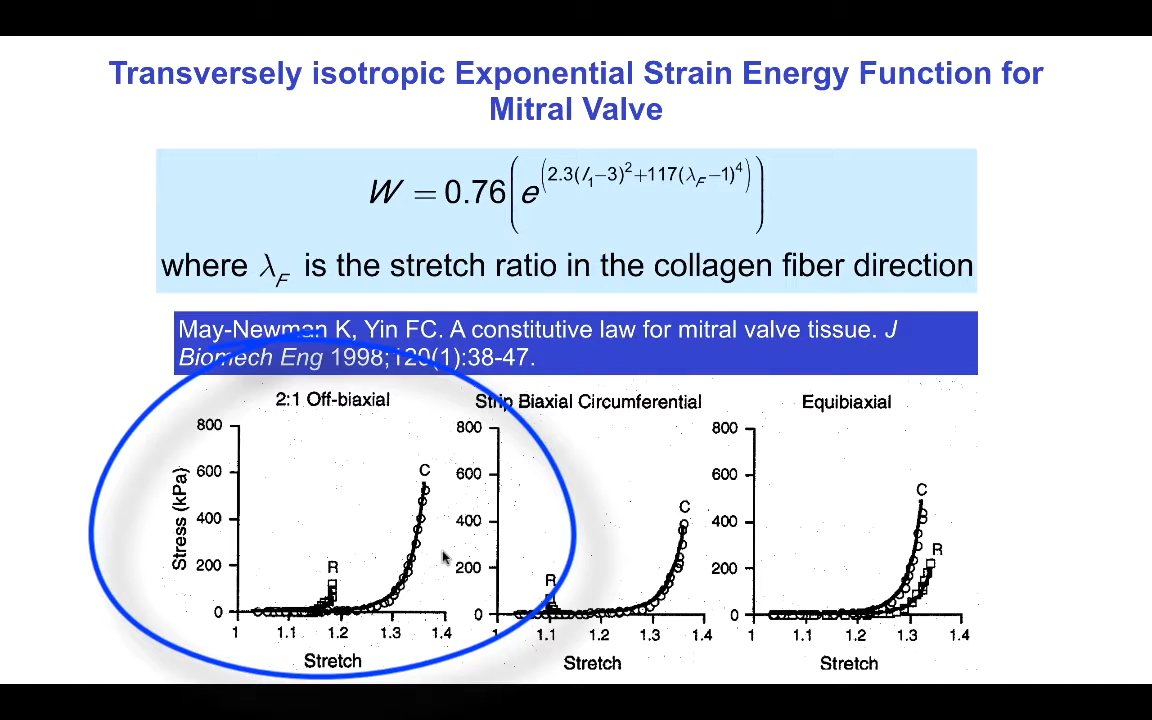 Transversely isotropic Exponential Strain Energy Function for
Mitral Valve
W = 0.76(e^(2.3(I₁−3)²+117(λ_F−1)⁴))
where λ_F is the stretch ratio in the collagen fiber direction
May-Newman K, Yin FC. A constitutive law for mitral valve tissue. J
Biomech Eng 1998;120(1):38-47.
2:1 Off-biaxial
800
600
400
200
0
Stress (kPa)
C
R
1 1.1 1.2 1.3 1.4
Stretch
Strip Biaxial Circumferential
800
600
400
200
0
C
R
1 1.1 1.2 1.3 1.4
Stretch
Equibiaxial
800
600
400
200
0
C
R
1 1.1 1.2 1.3 1.4
Stretch